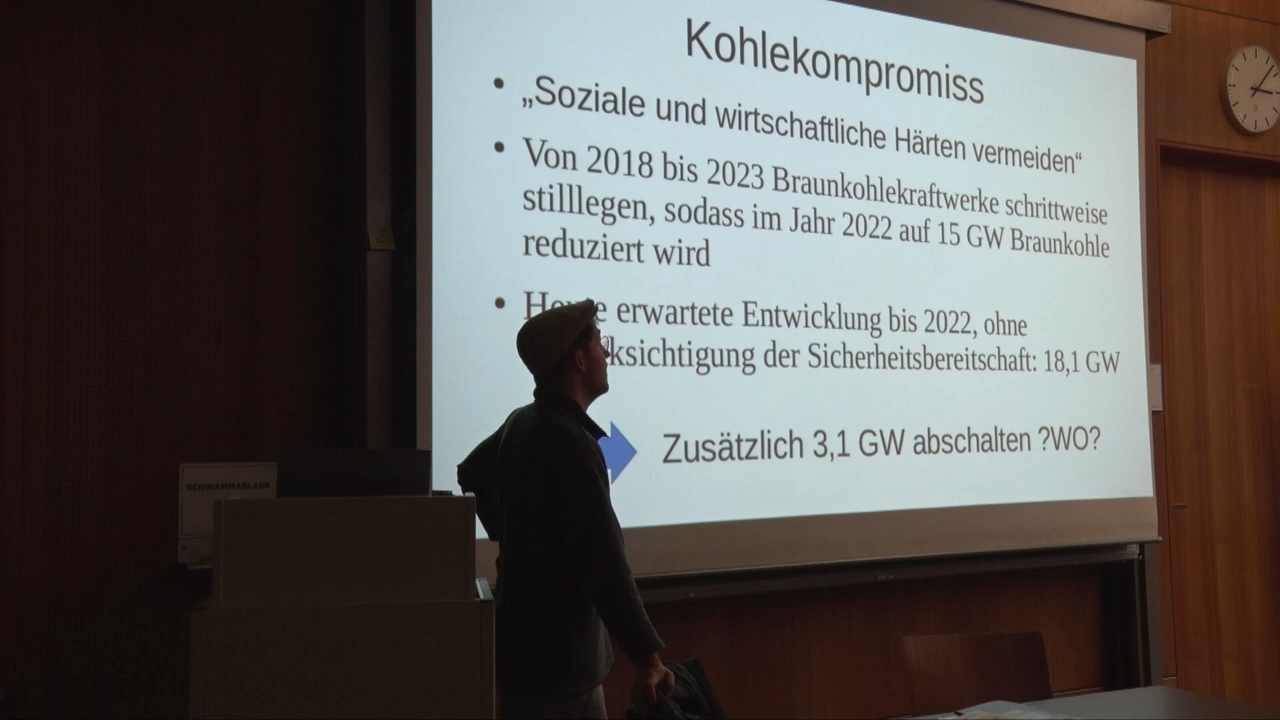 Kohlekompromiss
• „Soziale und wirtschaftliche Härten vermeiden“
• Von 2018 bis 2023 Braunkohlekraftwerke schrittweise
stilllegen, sodass im Jahr 2022 auf 15 GW Braunkohle
reduziert wird
• Heute erwartete Entwicklung bis 2022, ohne
ksichtigung der Sicherheitsbereitschaft: 18,1 GW
Zusätzlich 3,1 GW abschalten ?WO?
SCHWAMMABLAGE